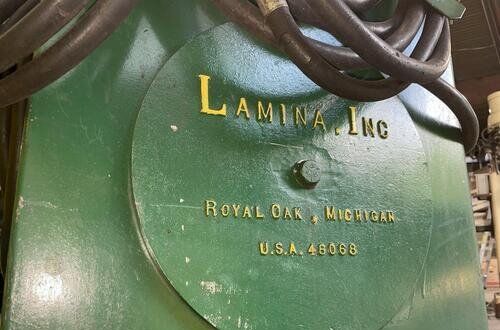 LAMINA, INC
ROYAL OAK, MICHIGAN
U.S.A. 48068